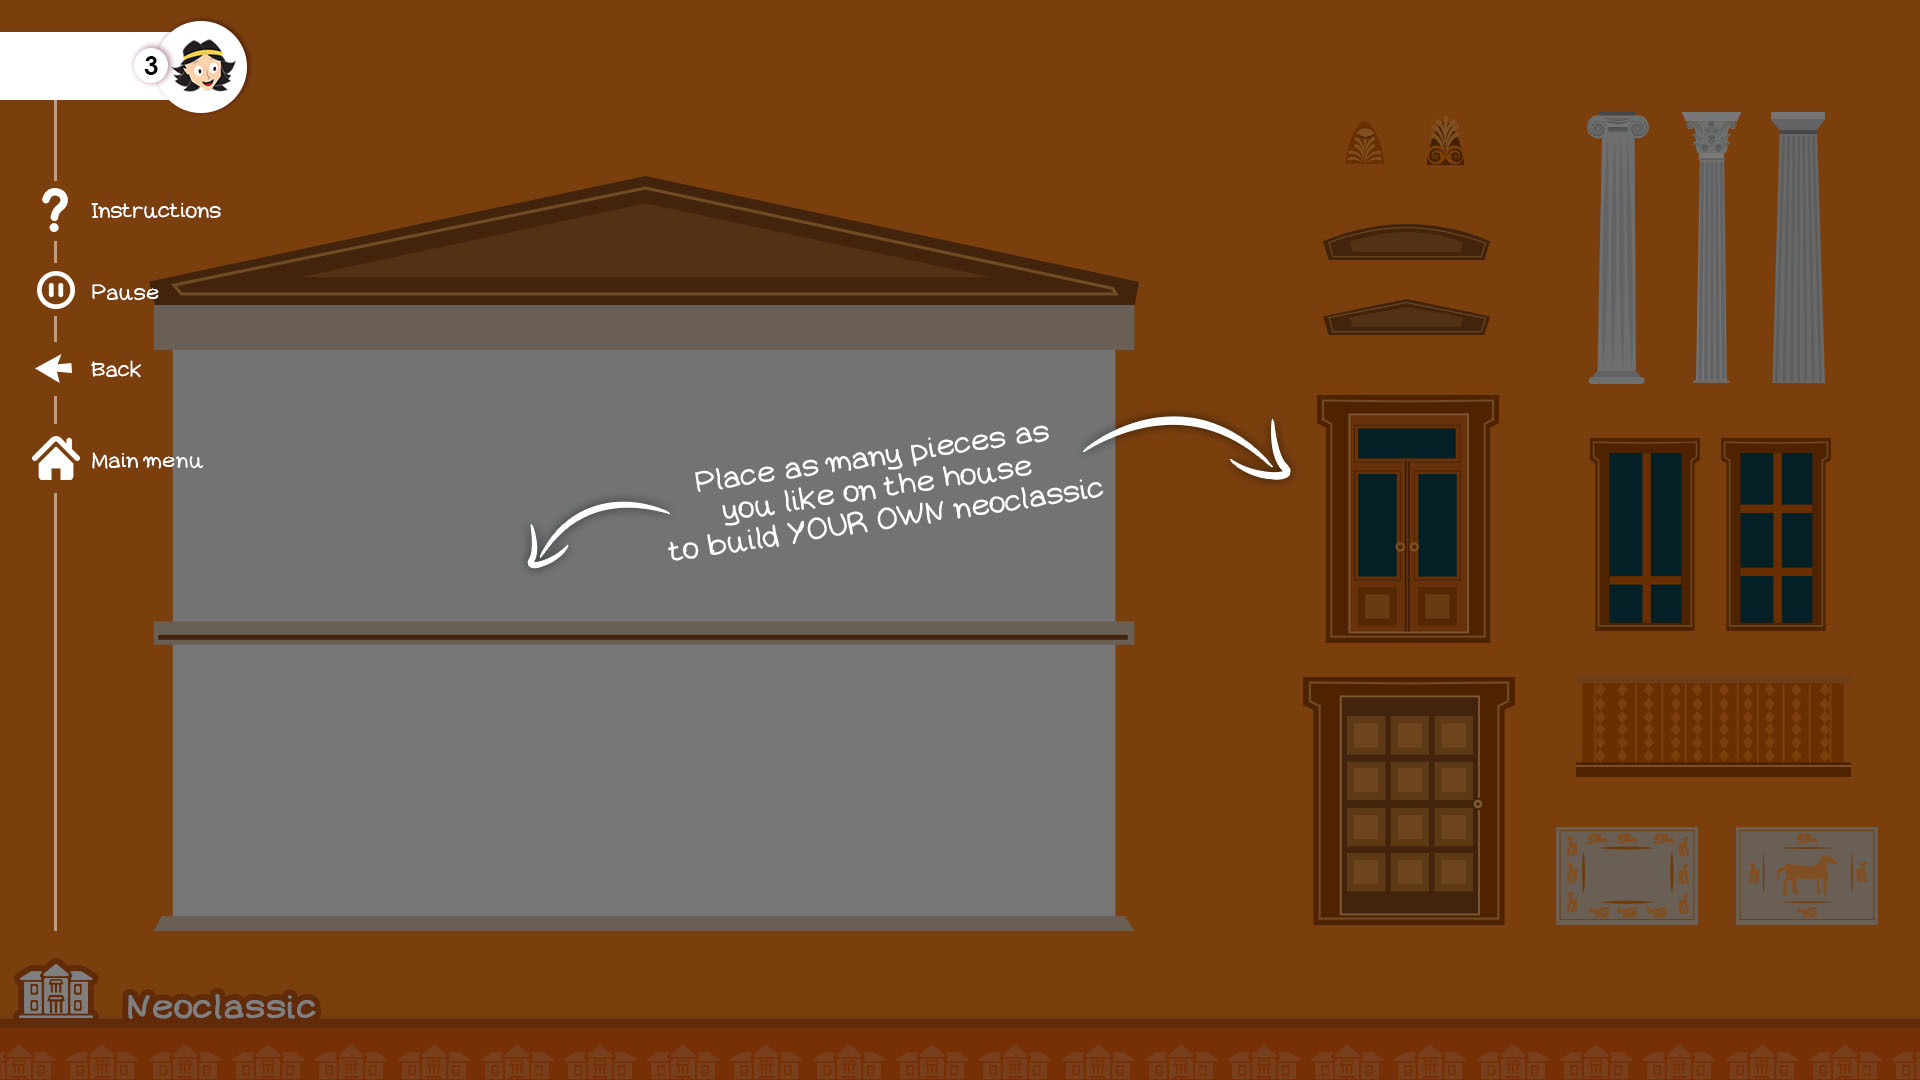 3
Instructions
Pause
Back
Main menu
Place as many pieces as
you like on the house
to build YOUR OWN neoclassic
Neoclassic